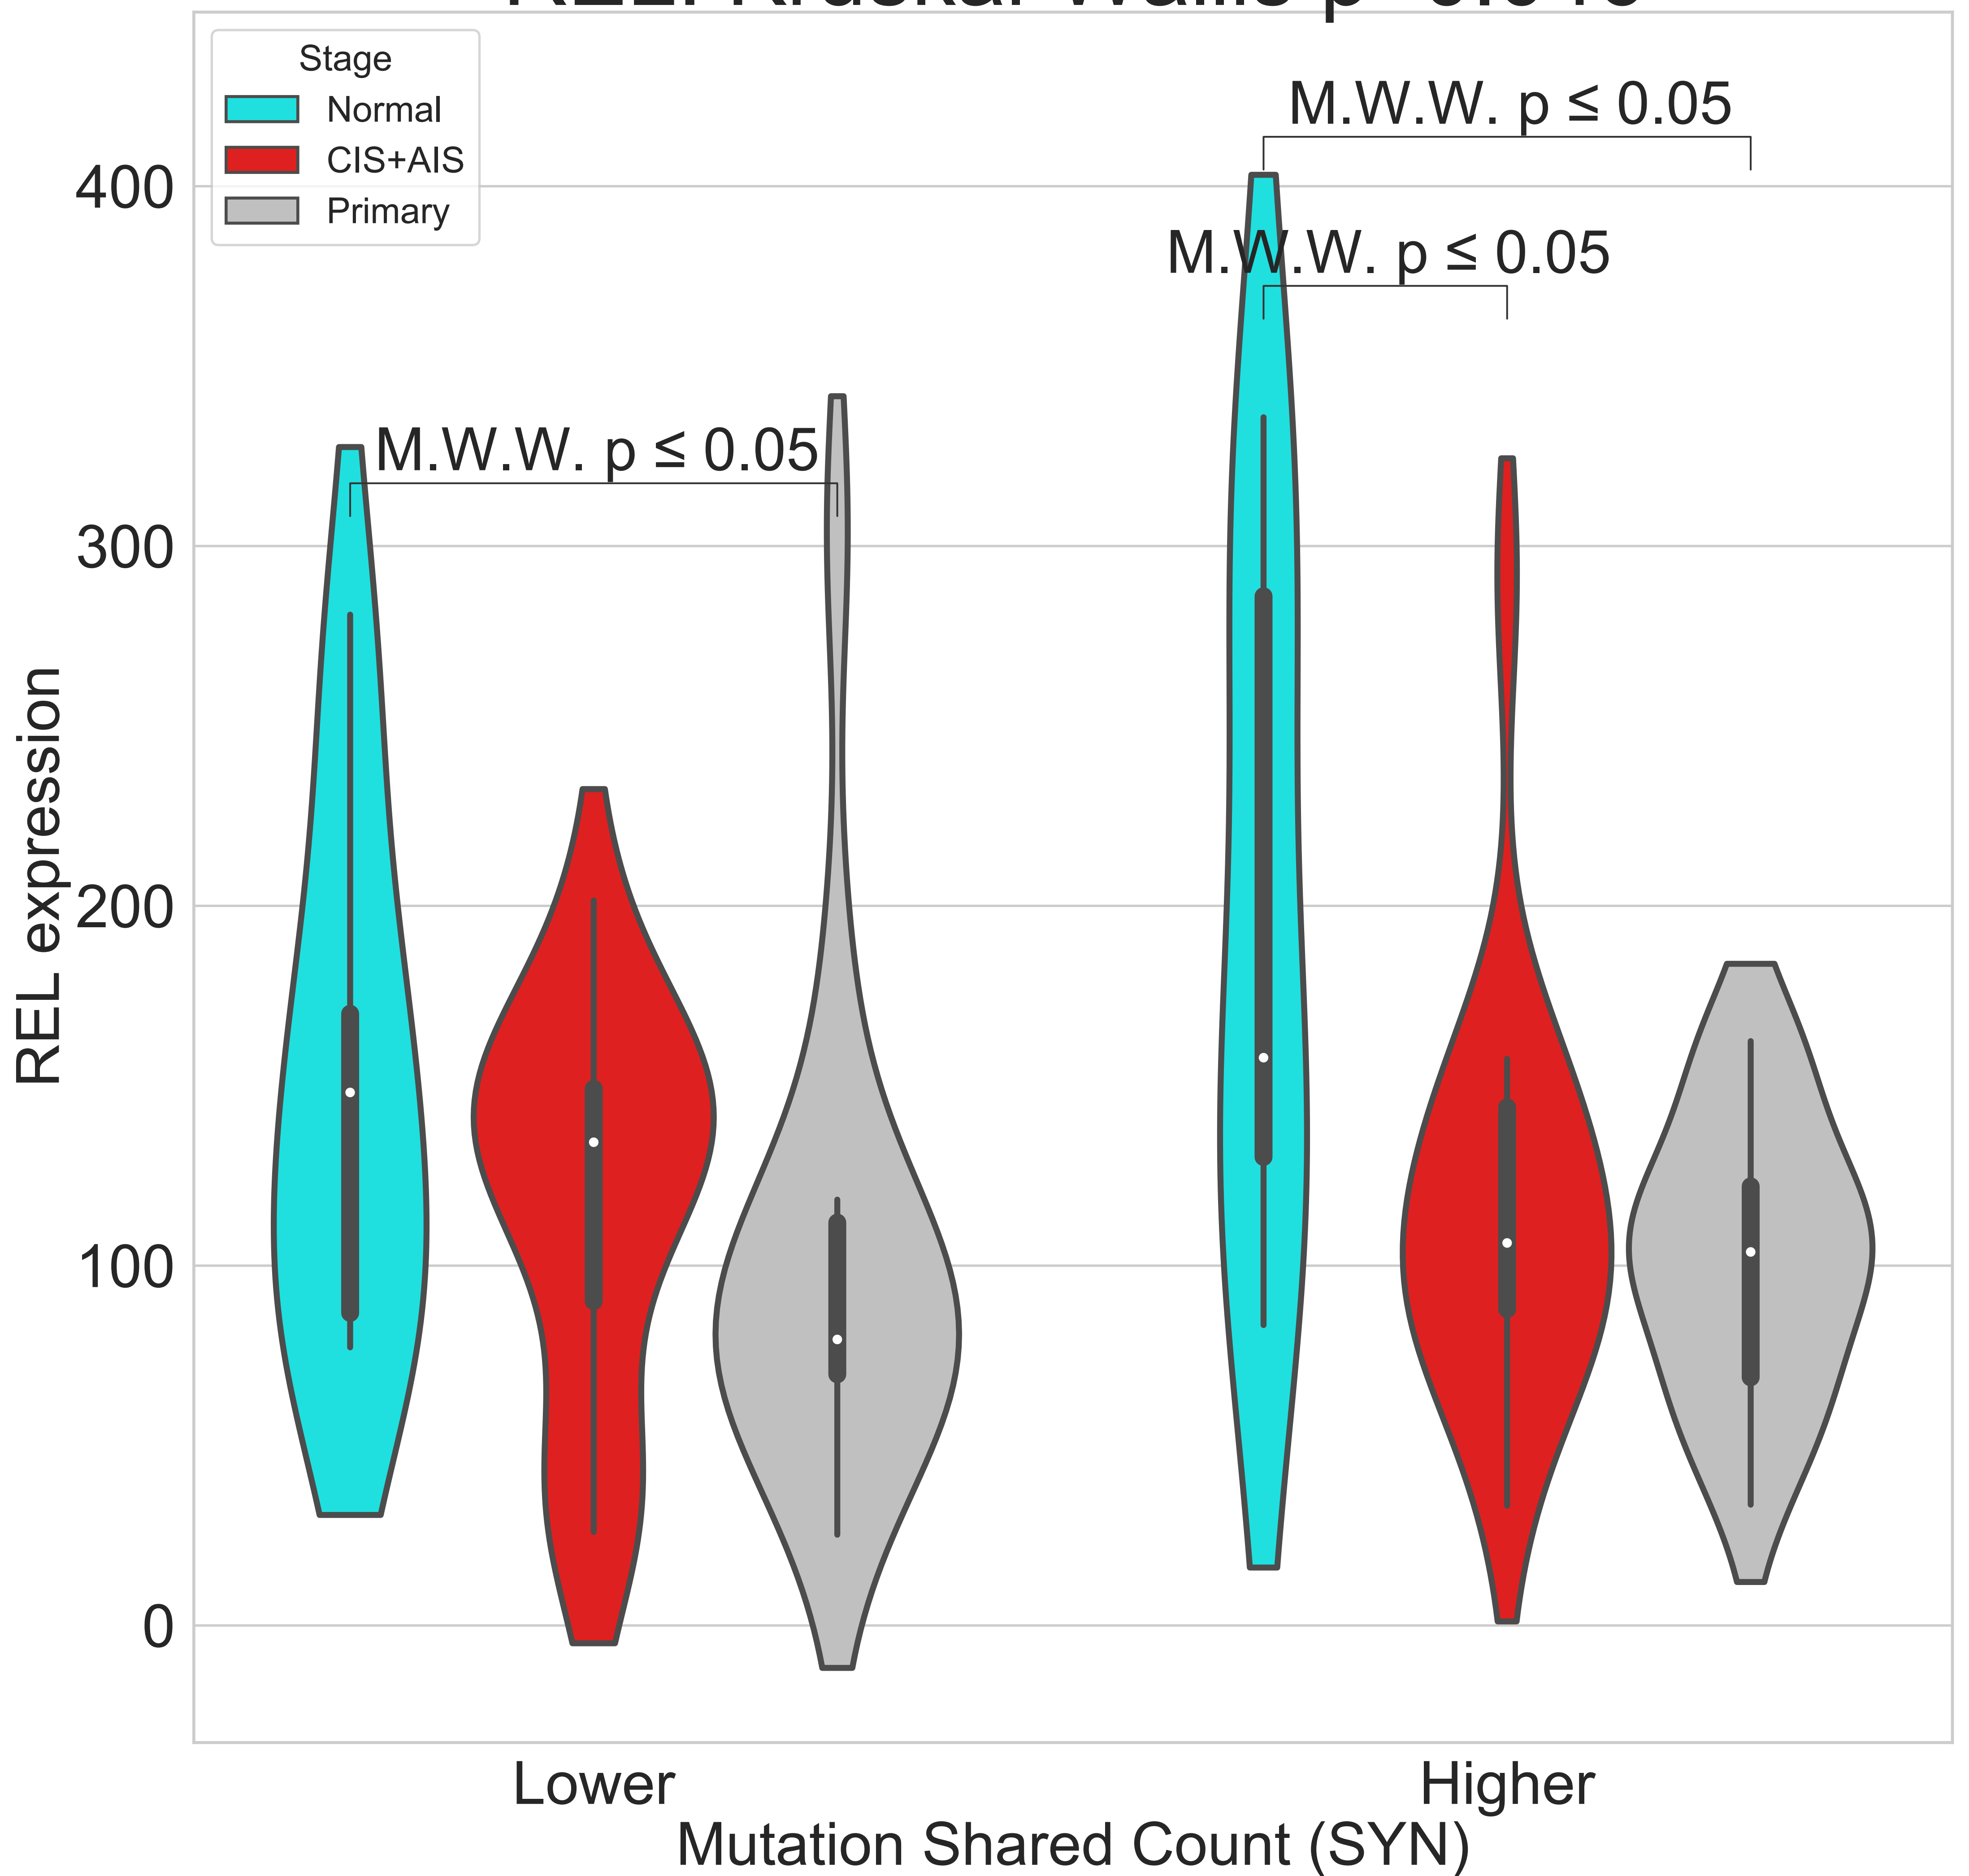 Stage
Normal
CIS+AIS
Primary
M.W.W. p ≤ 0.05
M.W.W. p ≤ 0.05
M.W.W. p ≤ 0.05
REL expression
400
300
200
100
0
Lower
Higher
Mutation Shared Count (SYN)